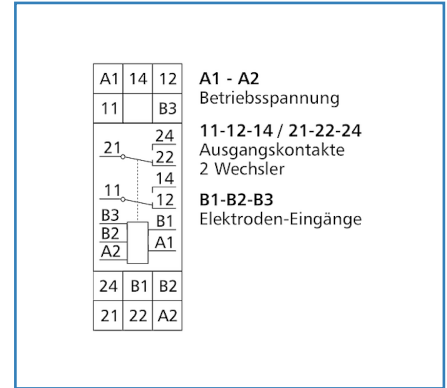 A1 14 12
11 B3
24
21 22
14
11 12
B3 B1
B2
A2 A1
24 B1 B2
21 22 A2
A1 - A2
Betriebsspannung
11-12-14 / 21-22-24
Ausgangskontakte
2 Wechsler
B1-B2-B3
Elektroden-Eingänge